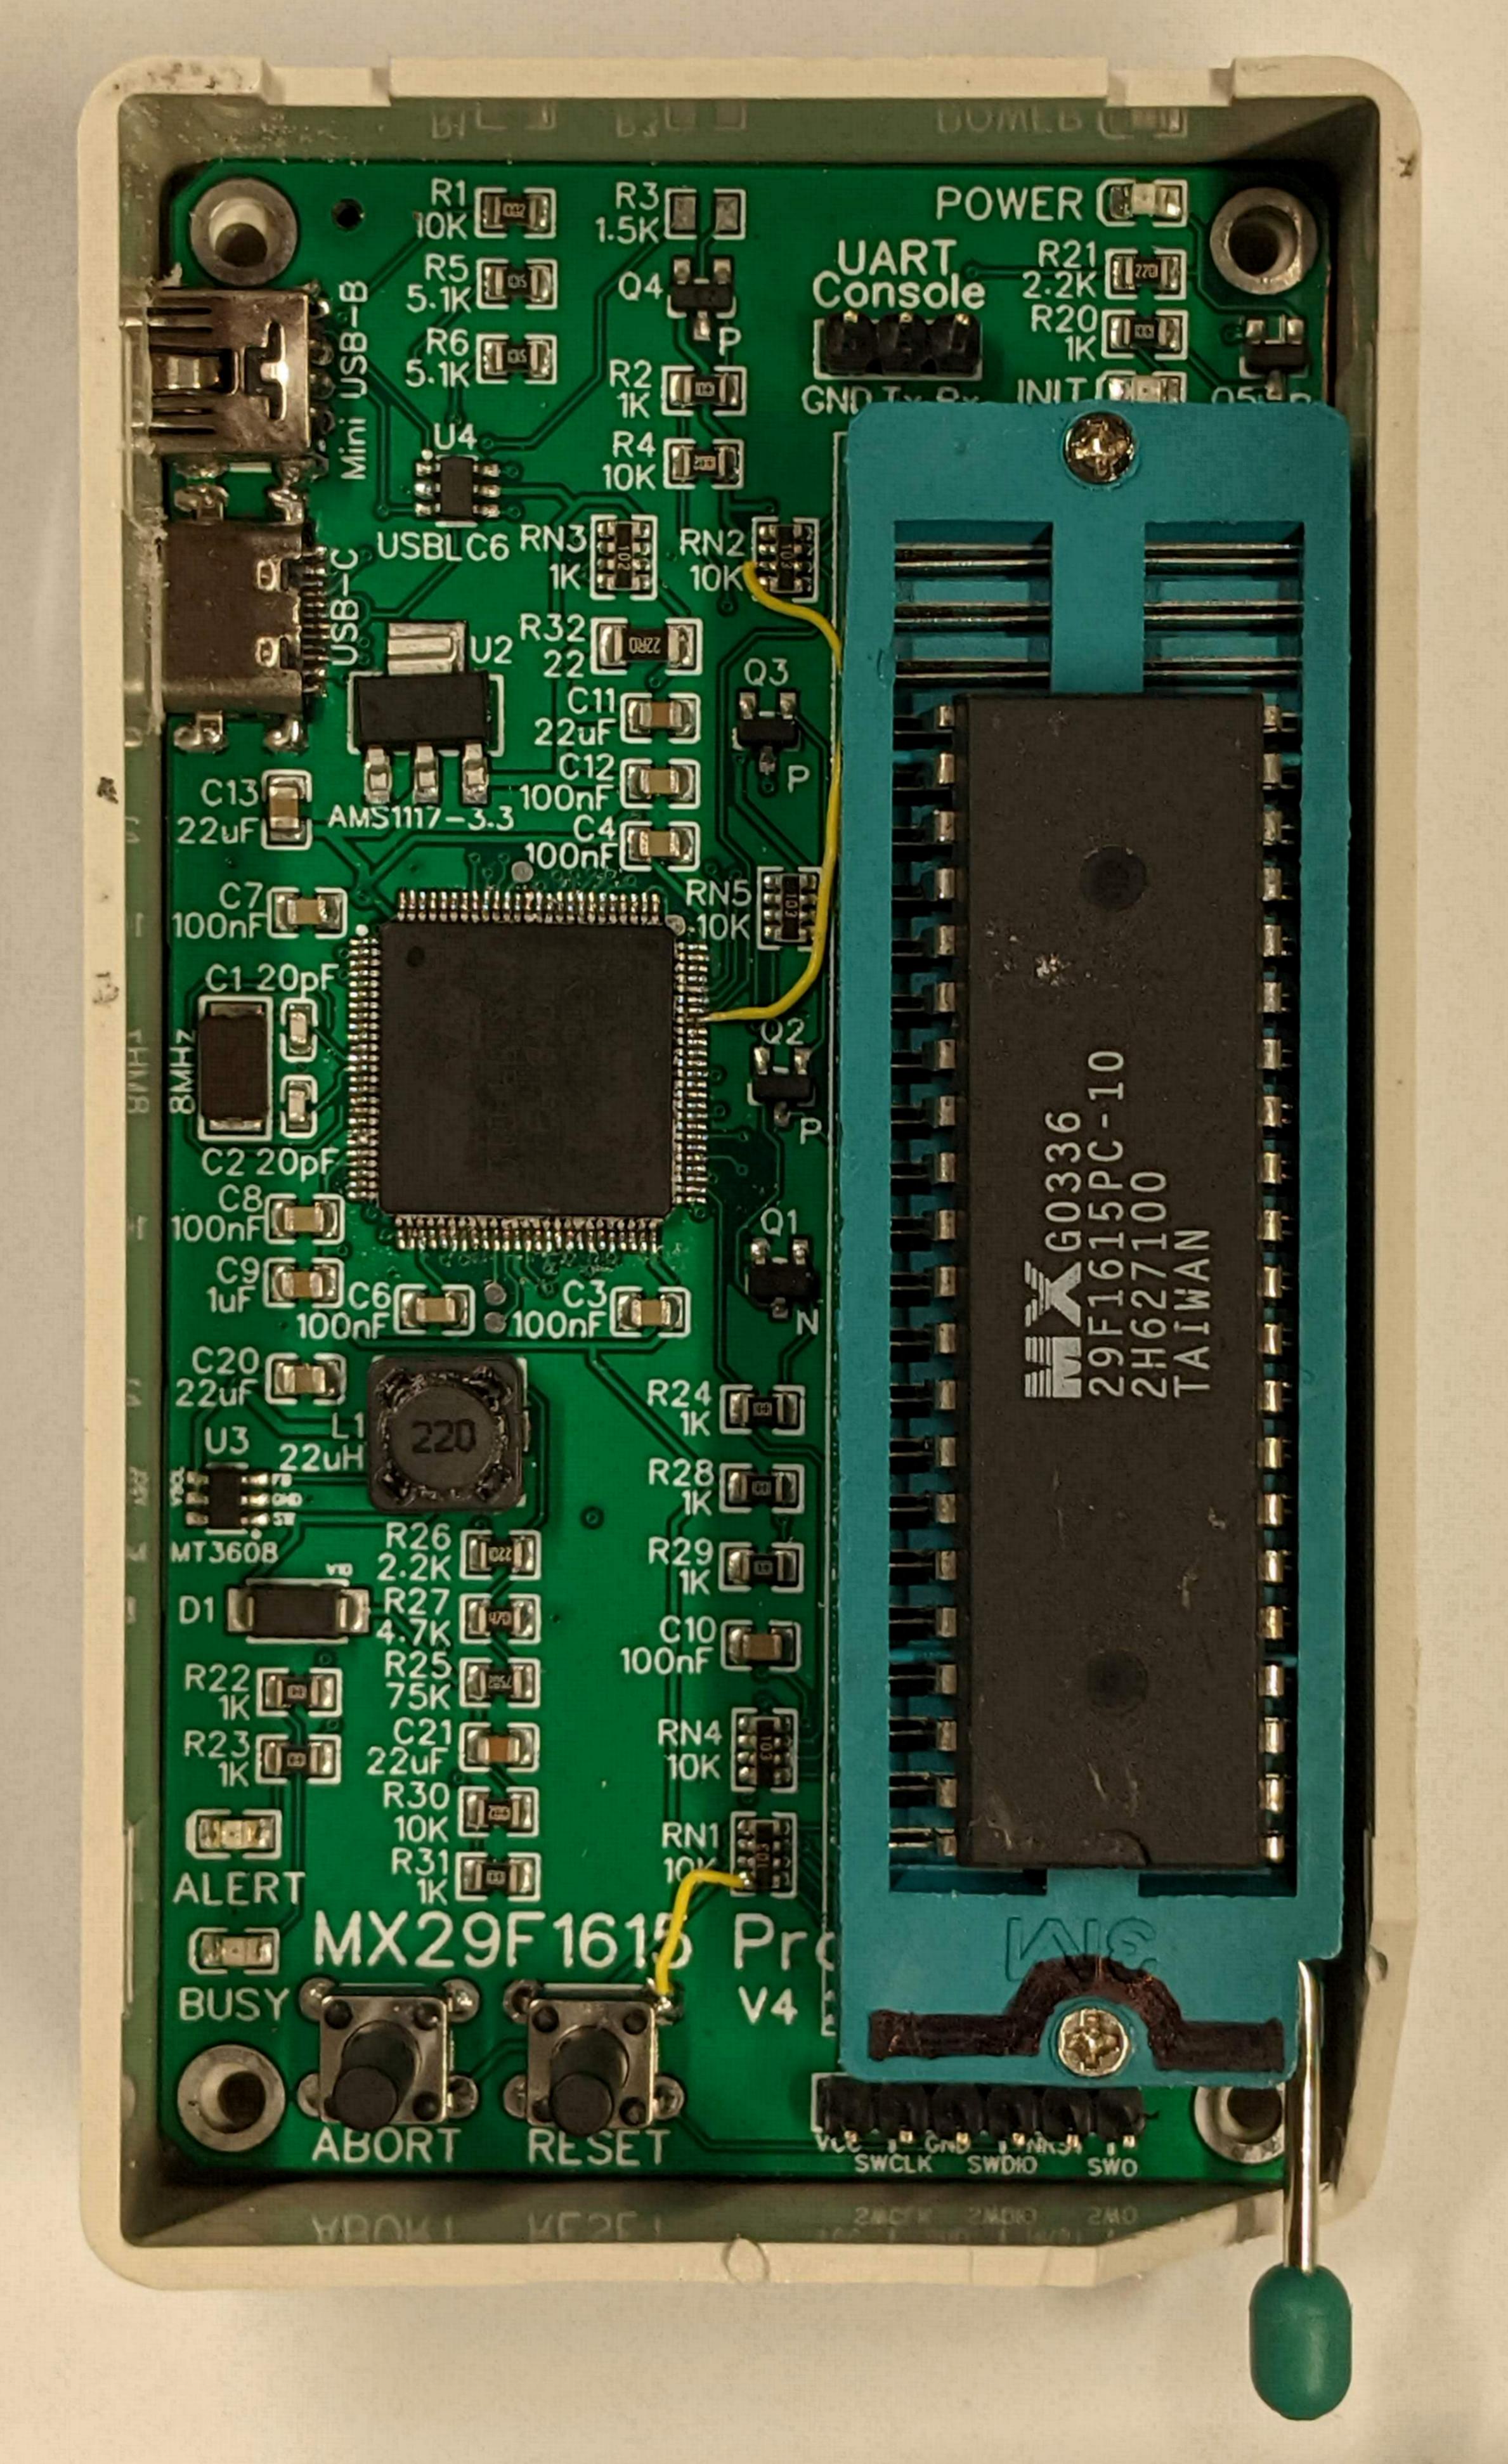 R1
10K
R3
1.5K
POWER
R5
5.1K
Q4
P
UART
Console
R21
2.2K
R6
5.1K
R2
1K
R20
1K
GND Tx Rx
INIT
Mini USB-B
U4
R4
10K
USBLC6
RN3
1K
RN2
10K
USB-C
U2
AMS1117-3.3
R32
22
22R0
C11
22uF
C12
100nF
C4
100nF
Q3
P
C13
22uF
C7
100nF
RN5
10K
103
C1 20pF
8MHz
C2 20pF
Q2
P
C8
100nF
C9
1uF
C6
100nF
C3
100nF
Q1
N
C20
22uF
L1
22uH
220
U3
MT3608
R24
1K
R28
1K
R29
1K
C10
100nF
R26
2.2K
R27
4.7K
R25
75K
C21
22uF
R30
10K
R31
1K
D1
R22
1K
R23
1K
RN4
10K
103
RN1
10K
103
ALERT
BUSY
MX29F1615 Pro
V4
ABORT
RESET
MX G0336
29F1615PC-10
2H627100
TAIWAN
3M
VCC
SWCLK
GND
SWDIO
SWO